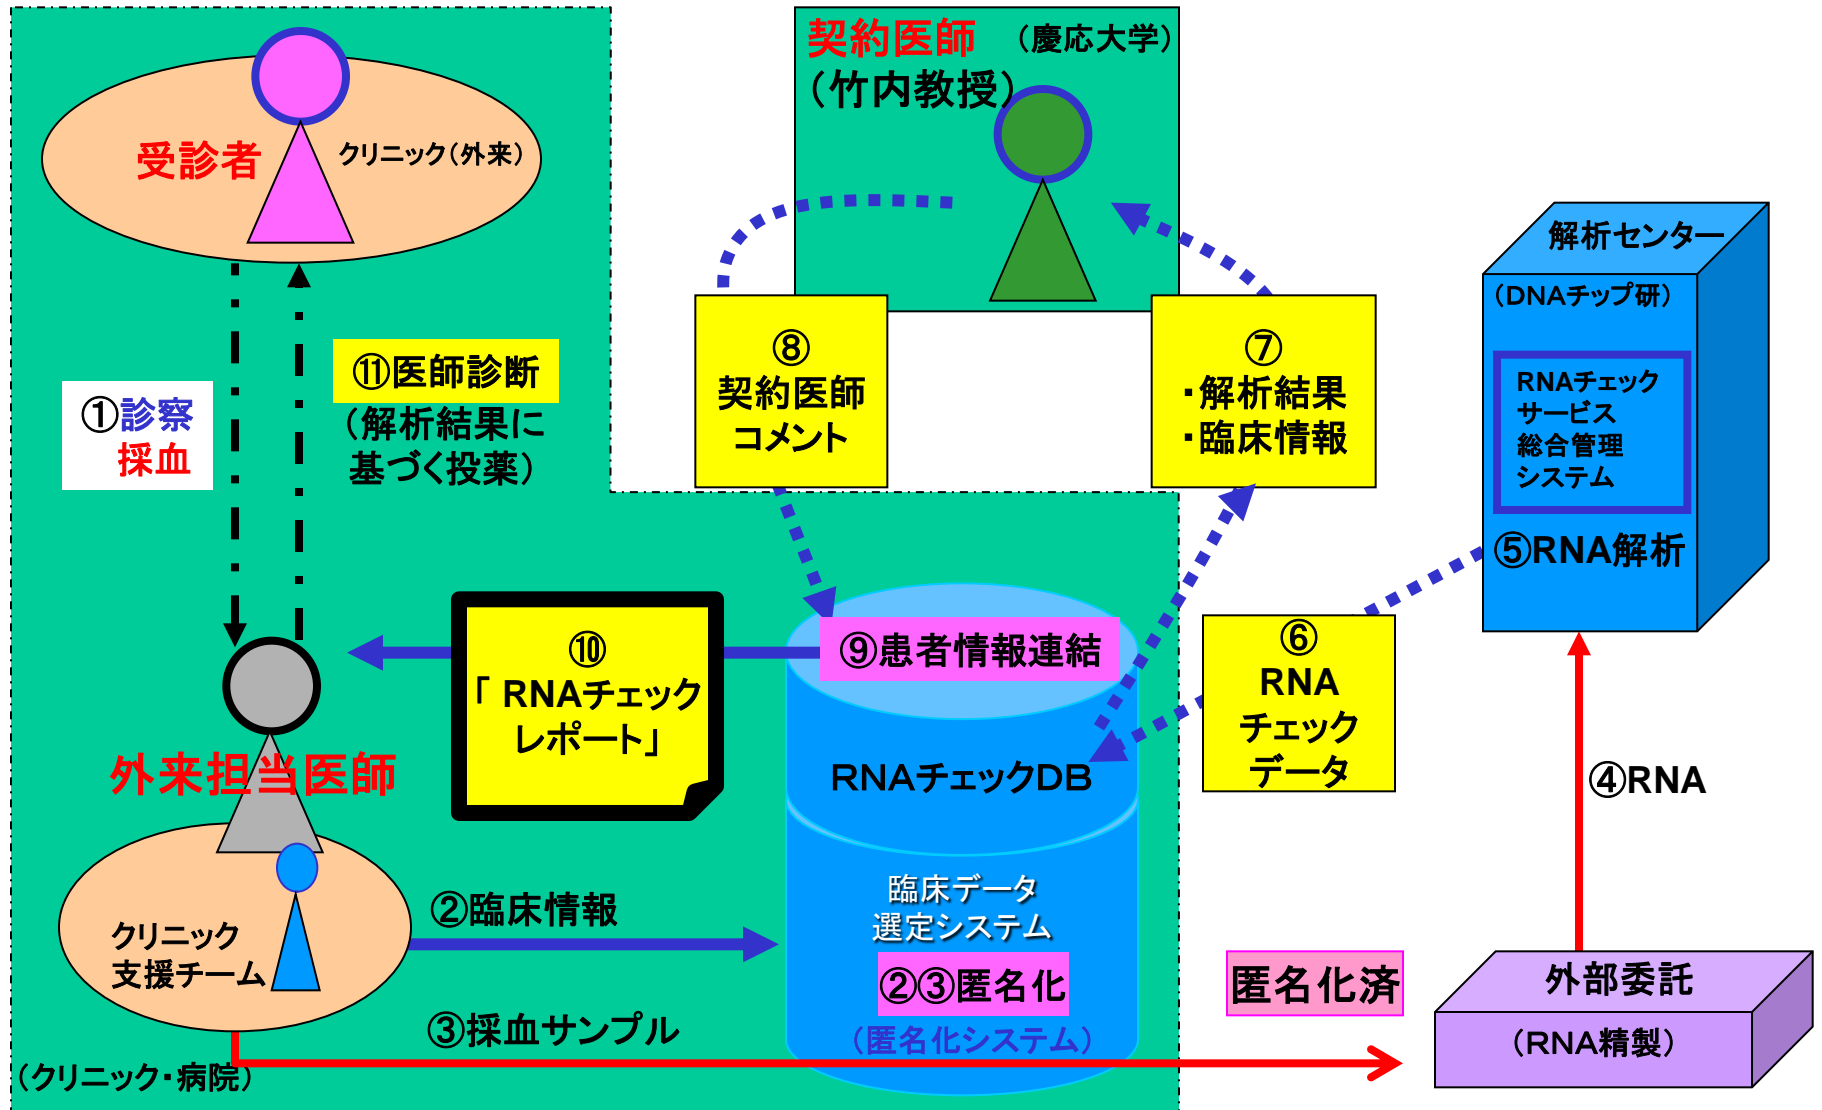 契約医師 （慶応大学）
（竹内教授）
受診者
クリニック（外来）
解析センター
（DNAチップ研）
RNAチェック
サービス
総合管理
システム
⑤RNA解析
⑧
契約医師
コメント
⑦
・解析結果
・臨床情報
①診察
採血
⑪医師診断
（解析結果に
基づく投薬）
⑩
「 RNAチェック
レポート」
⑨患者情報連結
⑥
RNA
チェック
データ
外来担当医師
RNAチェックDB
④RNA
クリニック
支援チーム
②臨床情報
臨床データ
選定システム
②③匿名化
（匿名化システム）
匿名化済
外部委託
（RNA精製）
③採血サンプル
（クリニック・病院）